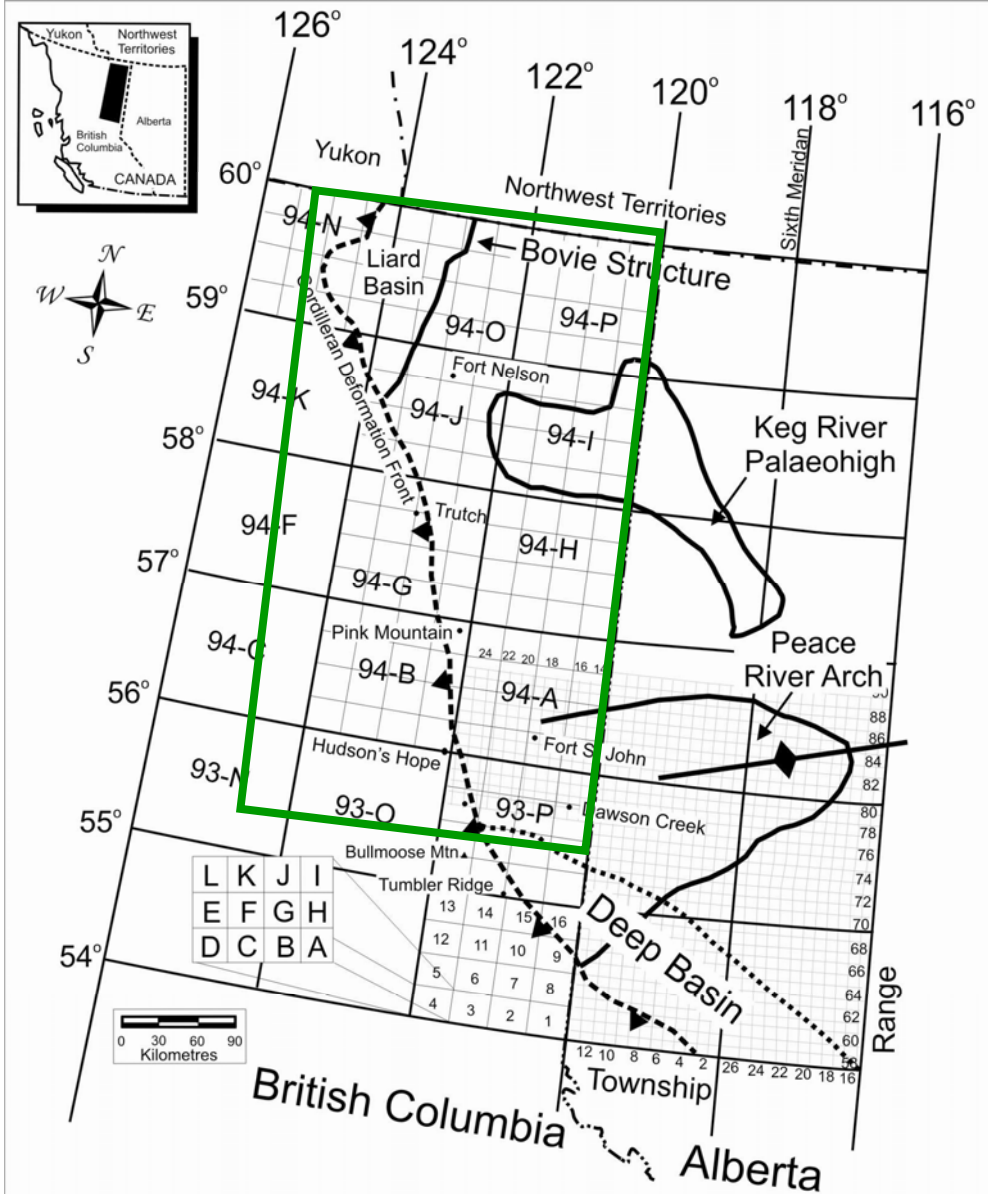 Yukon
Northwest
Territories
British
Columbia
Alberta
CANADA
126°
124°
122°
120°
118°
116°
Sixth Meridian
Yukon
60°
Northwest Territories
94-N
Liard
Basin
Bovie Structure
N
W
E
S
59°
94-O
94-P
Cordilleran Deformation Front
Fort Nelson
94-K
94-J
94-I
Keg River
Palaeohigh
58°
94-F
Trutch
94-H
57°
94-G
Pink Mountain
Peace
River Arch
94-C
94-B
24 22 20 18 16 14
94-A
56°
Hudson's Hope
Fort St. John
93-N
93-O
93-P
Dawson Creek
55°
Bullmoose Mtn.
Tumbler Ridge
L K J I
E F G H
D C B A
13 14 15 16
12 11 10 9
5 6 7 8
4 3 2 1
Deep Basin
54°
88
86
84
82
80
78
76
74
72
70
68
66
64
62
60
58
Range
0 30 60 90
Kilometres
12 10 8 6 4 2 26 24 22 20 18 16
Township
British Columbia
Alberta